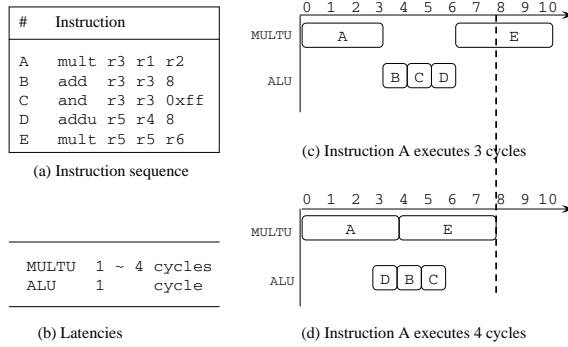 # Instruction
A mult r3 r1 r2
B add r3 r3 8
C and r3 r3 0xff
D addu r5 r4 8
E mult r5 r5 r6
(a) Instruction sequence
MULTU 1 ~ 4 cycles
ALU 1 cycle
(b) Latencies
0 1 2 3 4 5 6 7 8 9 10
MULTU A E
ALU B C D
(c) Instruction A executes 3 cycles
0 1 2 3 4 5 6 7 8 9 10
MULTU A E
ALU D B C
(d) Instruction A executes 4 cycles